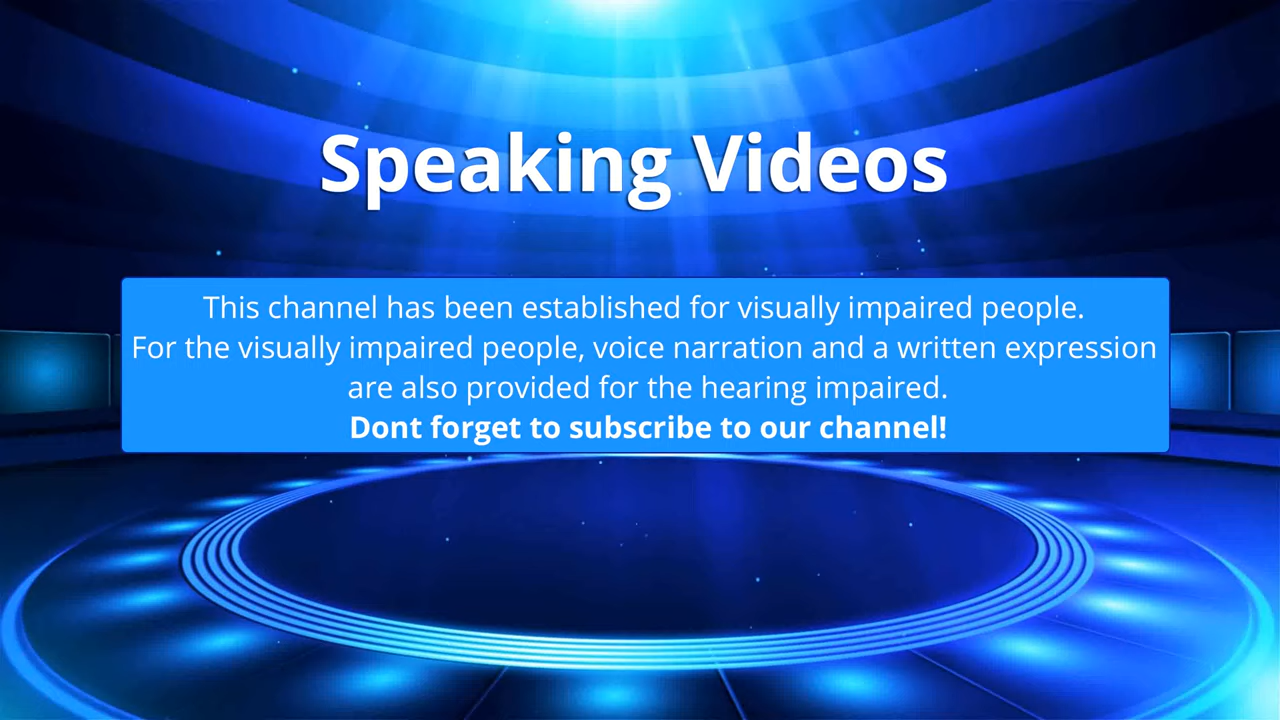 Speaking Videos
This channel has been established for visually impaired people.
For the visually impaired people, voice narration and a written expression
are also provided for the hearing impaired.
Dont forget to subscribe to our channel!